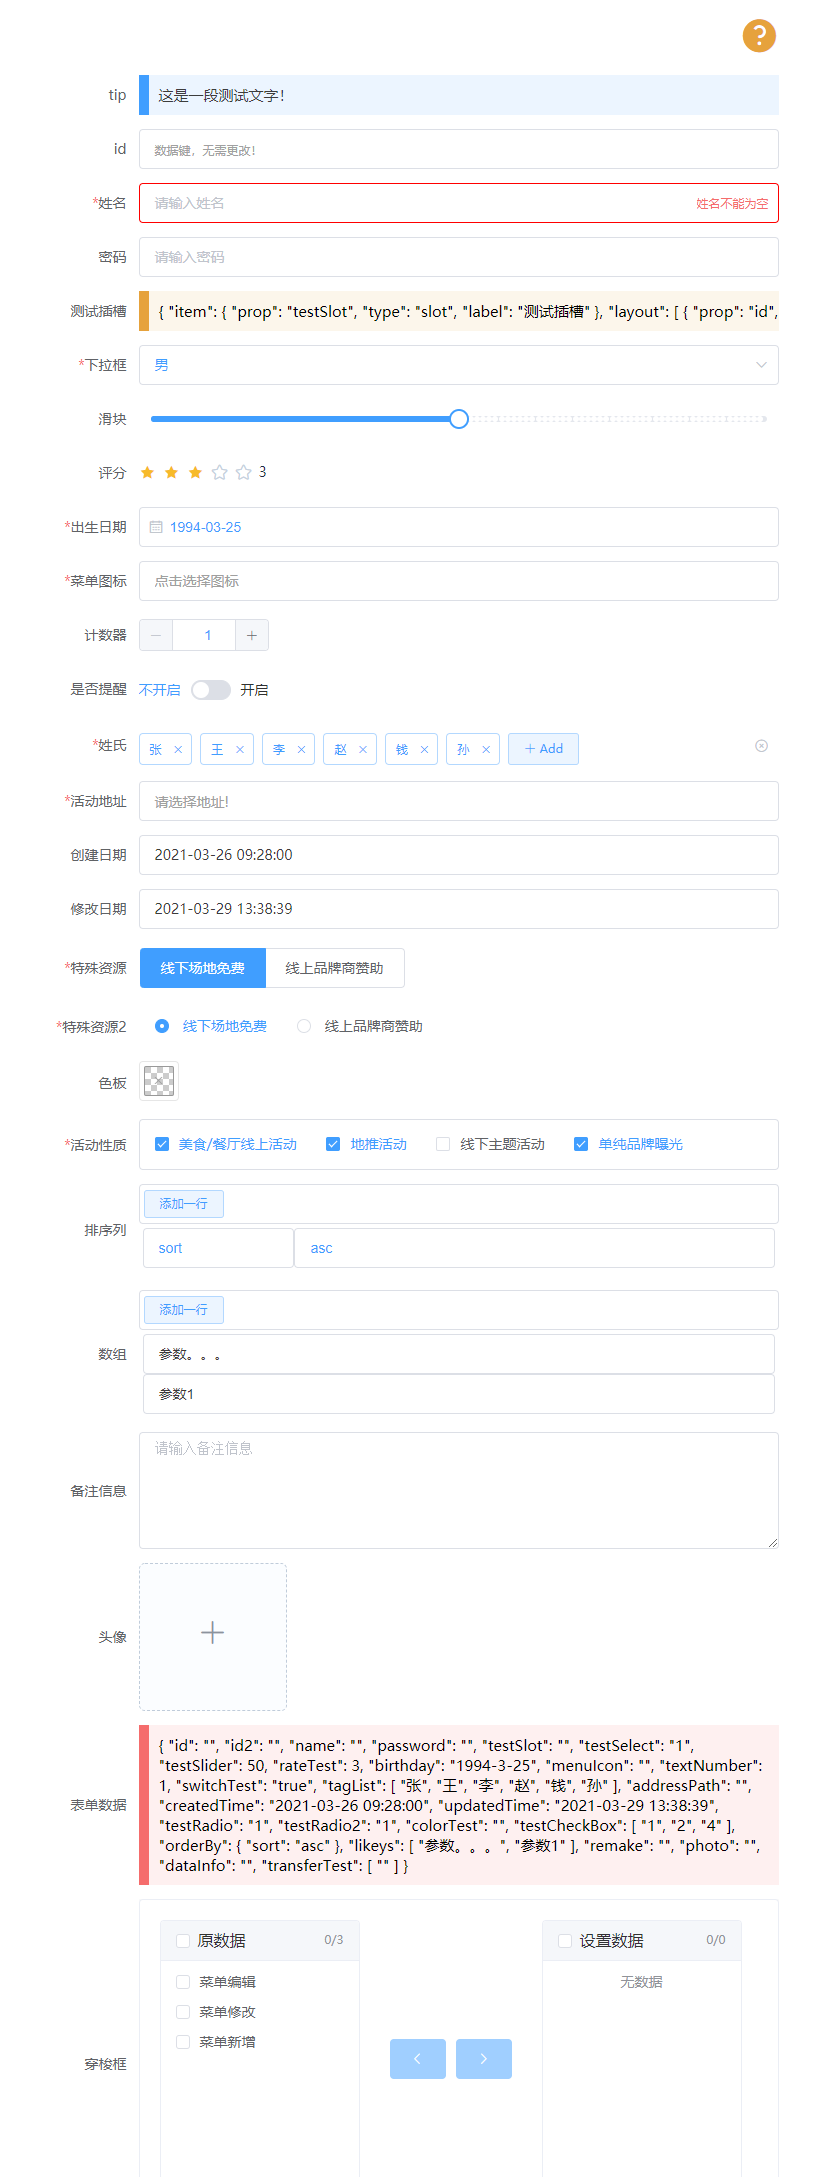 ?
tip 这是一段测试文字！
id 数据键，无需更改！
*姓名 请输入姓名 姓名不能为空
密码 请输入密码
测试插槽 { "item": { "prop": "testSlot", "type": "slot", "label": "测试插槽" }, "layout": [ { "prop": "id",
*下拉框 男
滑块
评分 3
*出生日期 1994-03-25
*菜单图标 点击选择图标
计数器 － 1 ＋
是否提醒 不开启 开启
*姓氏 张 × 王 × 李 × 赵 × 钱 × 孙 × ＋ Add
*活动地址 请选择地址!
创建日期 2021-03-26 09:28:00
修改日期 2021-03-29 13:38:39
*特殊资源 线下场地免费 线上品牌商赞助
*特殊资源2 线下场地免费 线上品牌商赞助
色板
*活动性质 美食/餐厅线上活动 地推活动 线下主题活动 单纯品牌曝光
添加一行
排序列
sort asc
添加一行
数组
参数。。。
参数1
请输入备注信息
备注信息
头像
表单数据
{ "id": "", "id2": "", "name": "", "password": "", "testSlot": "", "testSelect": "1",
"testSlider": 50, "rateTest": 3, "birthday": "1994-3-25", "menuIcon": "", "textNumber":
1, "switchTest": "true", "tagList": [ "张", "王", "李", "赵", "钱", "孙" ], "addressPath": "",
"createdTime": "2021-03-26 09:28:00", "updatedTime": "2021-03-29 13:38:39",
"testRadio": "1", "testRadio2": "1", "colorTest": "", "testCheckBox": [ "1", "2", "4" ],
"orderBy": { "sort": "asc" }, "likeys": [ "参数。。。", "参数1" ], "remake": "", "photo": "",
"dataInfo": "", "transferTest": [ "" ] }
穿梭框
原数据 0/3
菜单编辑
菜单修改
菜单新增
设置数据 0/0
无数据